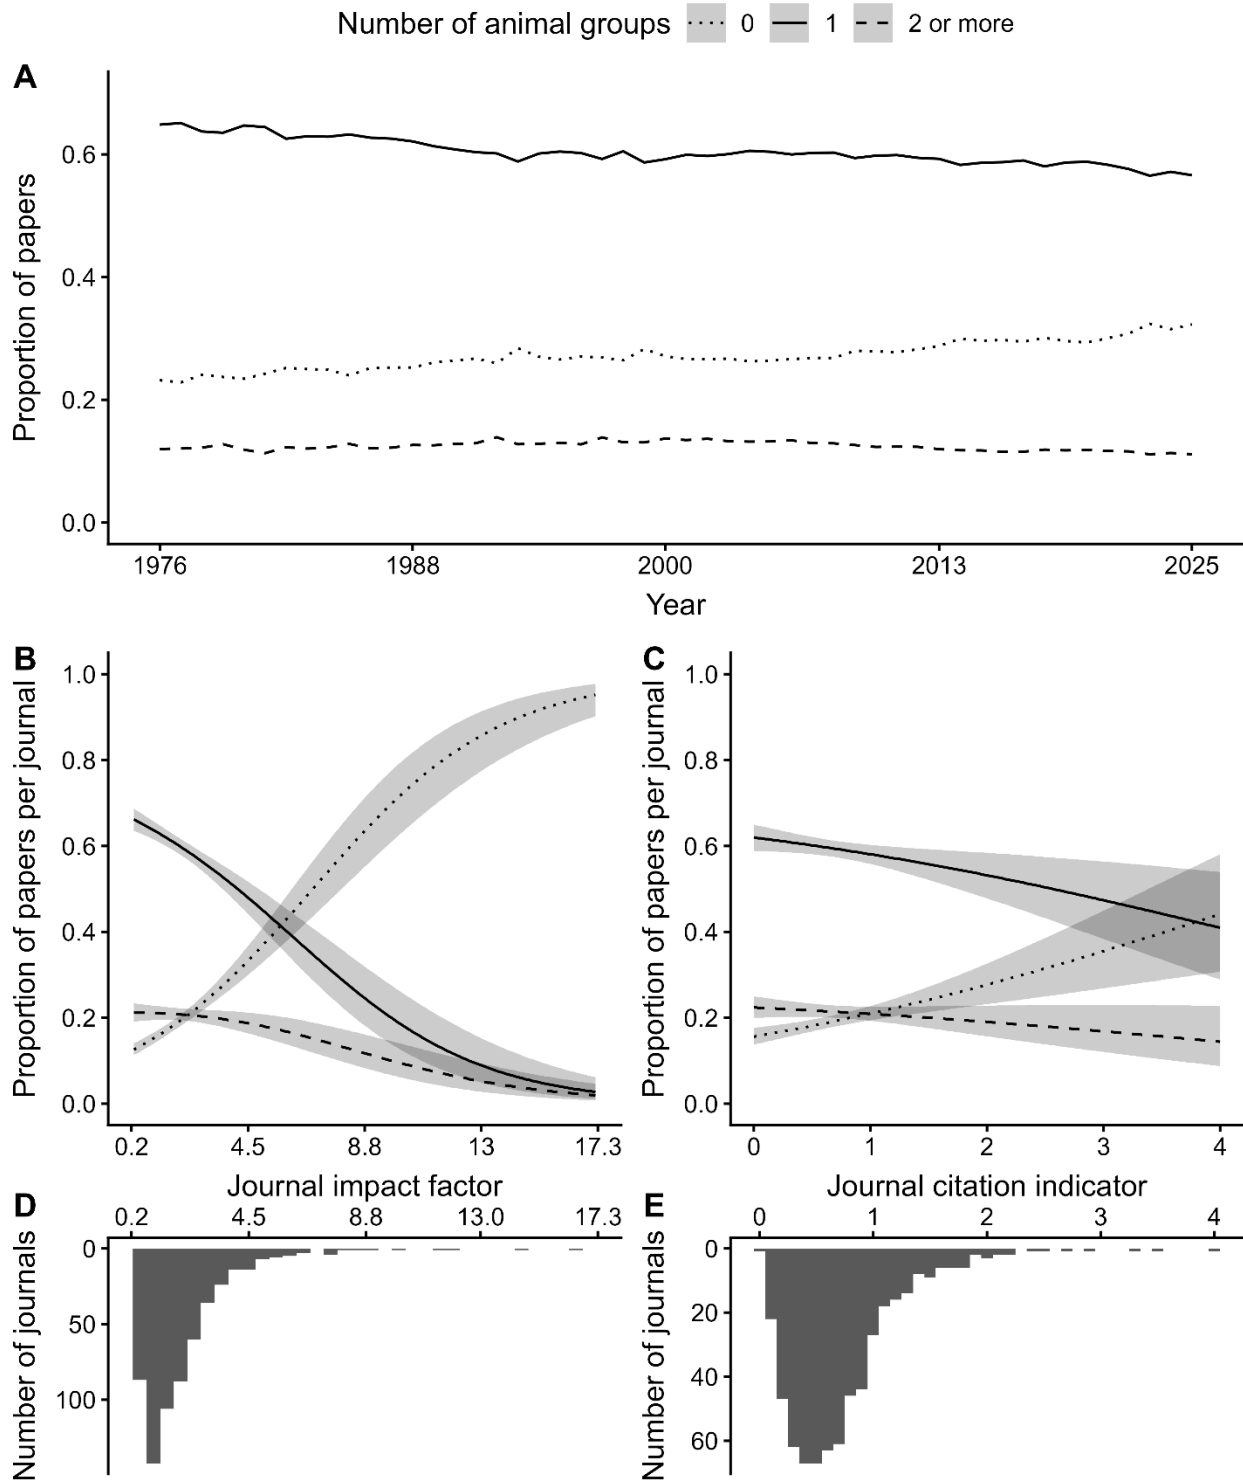 Number of animal groups 0 1 2 or more
A
Proportion of papers
0.6
0.4
0.2
0.0
1976 1988 2000 2013 2025
Year
B
Proportion of papers per journal
1.0
0.8
0.6
0.4
0.2
0.0
0.2 4.5 8.8 13 17.3
Journal impact factor
C
Proportion of papers per journal
1.0
0.8
0.6
0.4
0.2
0.0
0 1 2 3 4
Journal citation indicator
D
0.2 4.5 8.8 13.0 17.3
Number of journals
0
50
100
E
0 1 2 3 4
Number of journals
0
20
40
60